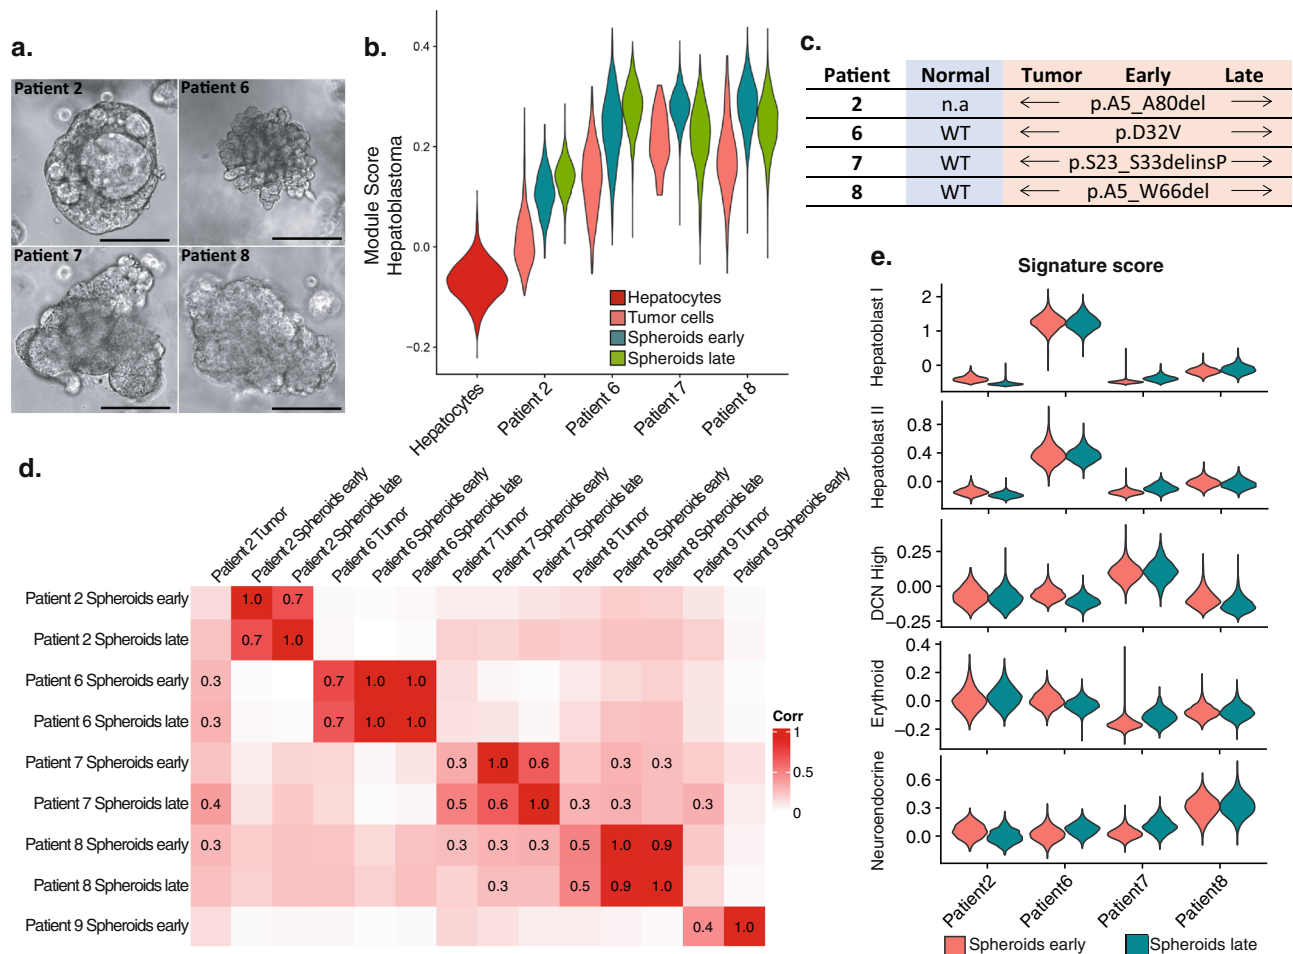 a.
Patient 2
Patient 6
Patient 7
Patient 8
b.
Module Score
Hepatoblastoma
0.4
0.2
0.0
−0.2
Hepatocytes
Tumor cells
Spheroids early
Spheroids late
Hepatocytes
Patient 2
Patient 6
Patient 7
Patient 8
c.
Patient Normal Tumor Early Late
2 n.a ← p.A5_A80del →
6 WT ← p.D32V →
7 WT ← p.S23_S33delinsP →
8 WT ← p.A5_W66del →
d.
Patient 2 Tumor
Patient 2 Spheroids early
Patient 2 Spheroids late
Patient 6 Tumor
Patient 6 Spheroids early
Patient 6 Spheroids late
Patient 7 Tumor
Patient 7 Spheroids early
Patient 7 Spheroids late
Patient 8 Tumor
Patient 8 Spheroids early
Patient 8 Spheroids late
Patient 9 Tumor
Patient 9 Spheroids early
Patient 2 Spheroids early 1.0 0.7
Patient 2 Spheroids late 0.7 1.0
Patient 6 Spheroids early 0.3 0.7 1.0 1.0
Patient 6 Spheroids late 0.3 0.7 1.0 1.0
Patient 7 Spheroids early 0.3 1.0 0.6 0.3 0.3
Patient 7 Spheroids late 0.4 0.5 0.6 1.0 0.3 0.3 0.3
Patient 8 Spheroids early 0.3 0.3 0.3 0.3 0.5 1.0 0.9
Patient 8 Spheroids late 0.3 0.5 0.9 1.0
Patient 9 Spheroids early 0.4 1.0
Corr
1
0.5
0
e.
Signature score
Hepatoblast I
2
1
0
Hepatoblast II
0.8
0.4
0.0
DCN High
0.25
0.00
−0.25
Erythroid
0.4
0.2
0.0
−0.2
Neuroendocrine
0.6
0.3
0.0
Patient2
Patient6
Patient7
Patient8
Spheroids early
Spheroids late